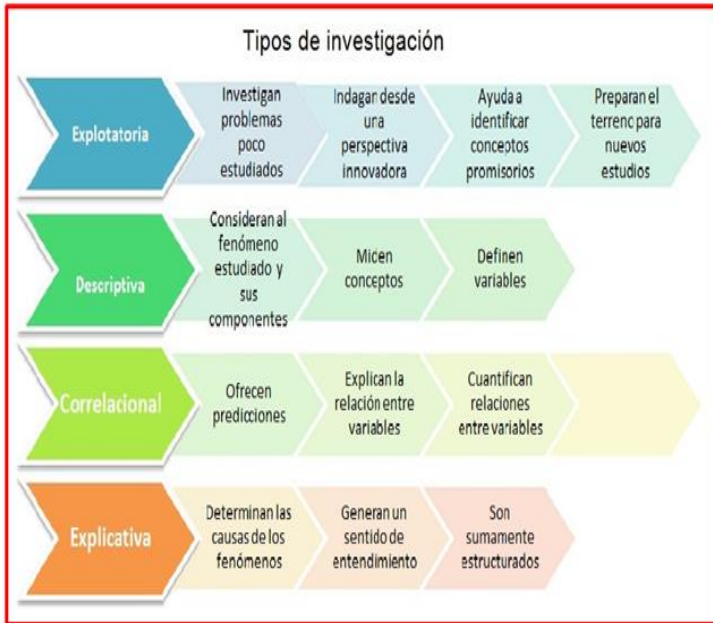 Tipos de investigación
Explotatoria
Investigan
problemas
poco
estudiados
Indagan desde
una
perspectiva
innovadora
Ayuda a
identificar
conceptos
promisorios
Preparan el
terrenc para
nuevos
estudios
Descriptiva
Consideran al
fenómeno
estudiado y
sus
componentes
Micen
conceptos
Definen
variables
Correlacional
Ofrecen
predicciones
Explican la
relación entre
variables
Cuantifican
relaciones
entre variables
Explicativa
Determinan las
causas de los
fenómenos
Generan un
sentido de
entendimiento
Son
sumamente
estructurados